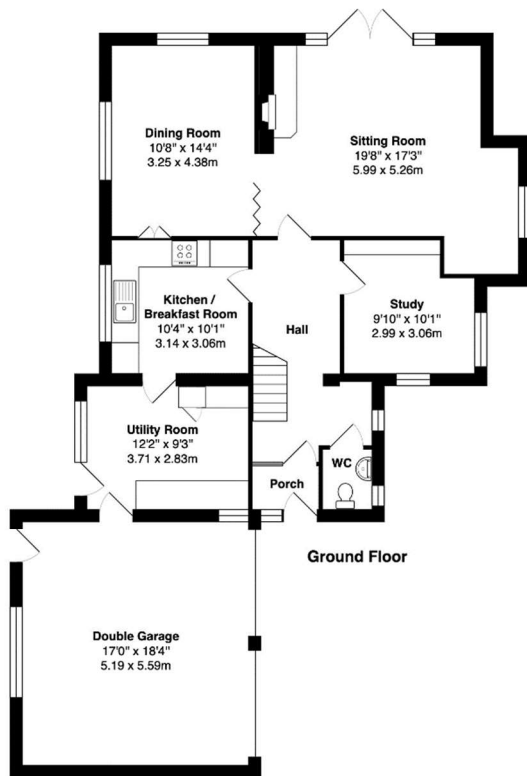 Dining Room
10'8" x 14'4"
3.25 x 4.38m
Sitting Room
19'8" x 17'3"
5.99 x 5.26m
Kitchen /
Breakfast Room
10'4" x 10'1"
3.14 x 3.06m
Study
9'10" x 10'1"
2.99 x 3.06m
Hall
Utility Room
12'2" x 9'3"
3.71 x 2.83m
WC
Porch
Ground Floor
Double Garage
17'0" x 18'4"
5.19 x 5.59m